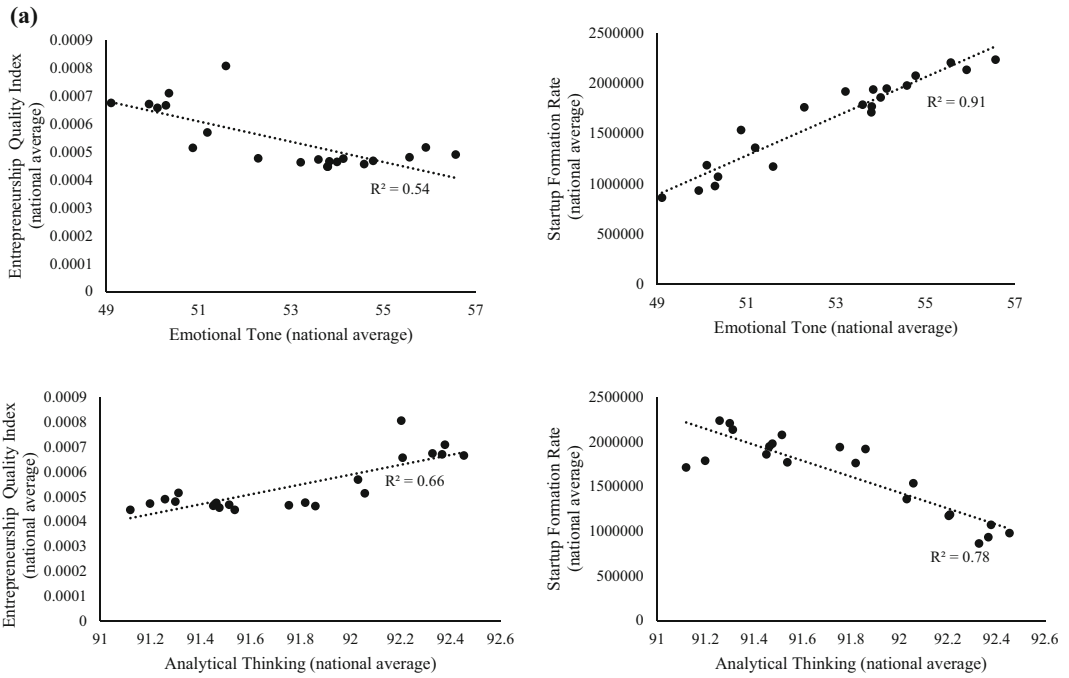 (a)
Entrepreneurship Quality Index
(national average)
0.0009
0.0008
0.0007
0.0006
0.0005
0.0004
0.0003
0.0002
0.0001
0
R² = 0.54
49 51 53 55 57
Emotional Tone (national average)
Startup Formation Rate
(national average)
2500000
2000000
1500000
1000000
500000
0
R² = 0.91
49 51 53 55 57
Emotional Tone (national average)
Entrepreneurship Quality Index
(national average)
0.0009
0.0008
0.0007
0.0006
0.0005
0.0004
0.0003
0.0002
0.0001
0
R² = 0.66
91 91.2 91.4 91.6 91.8 92 92.2 92.4 92.6
Analytical Thinking (national average)
Startup Formation Rate
(national average)
2500000
2000000
1500000
1000000
500000
0
R² = 0.78
91 91.2 91.4 91.6 91.8 92 92.2 92.4 92.6
Analytical Thinking (national average)